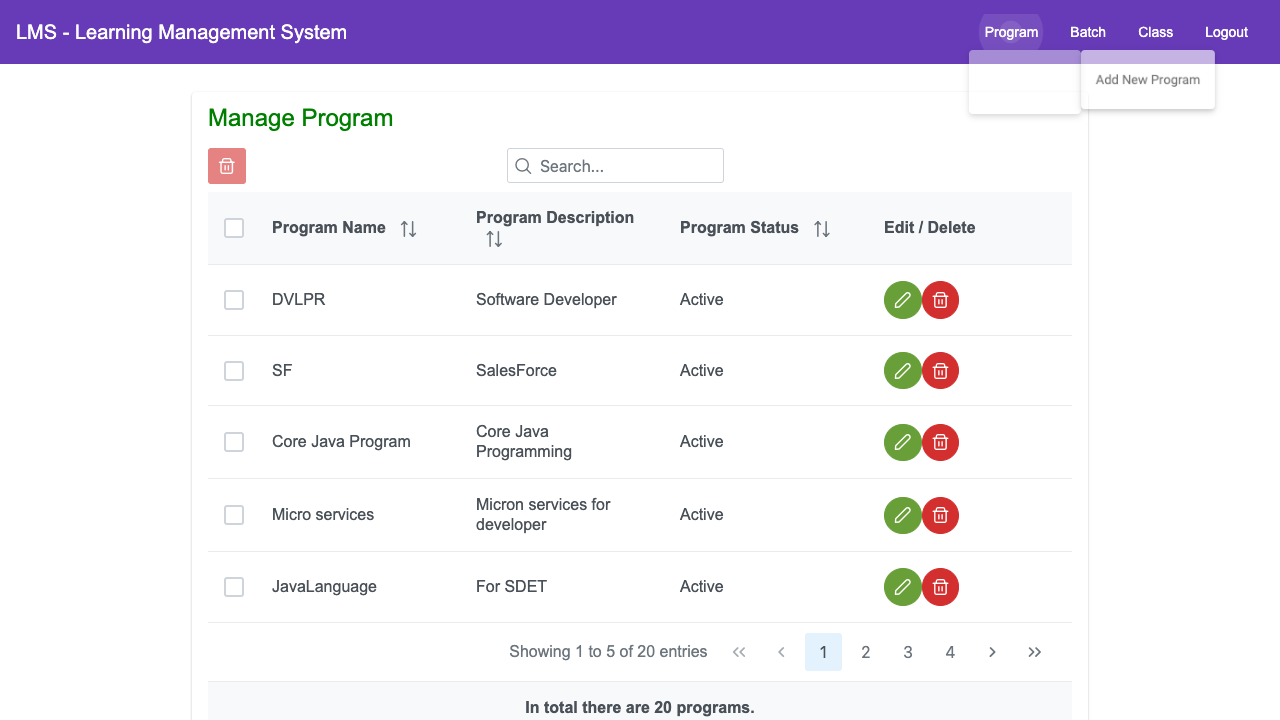 LMS - Learning Management System
Program
Batch
Class
Logout
Add New Program
Manage Program
Search...
Program Name
Program Description
Program Status
Edit / Delete
DVLPR
Software Developer
Active
SF
SalesForce
Active
Core Java Program
Core Java
Programming
Active
Micro services
Micron services for
developer
Active
JavaLanguage
For SDET
Active
Showing 1 to 5 of 20 entries
1
2
3
4
In total there are 20 programs.